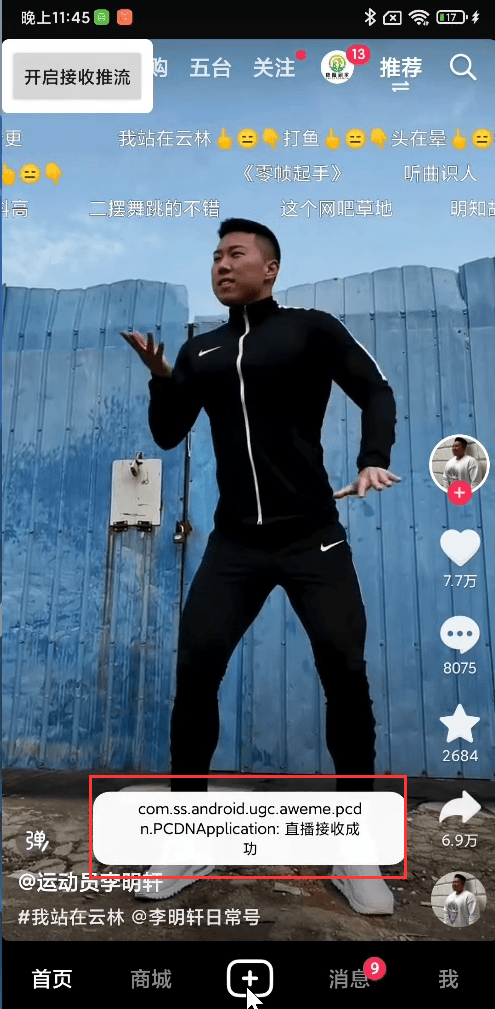 晚上11:45
17
开启接收推流
购 五台 关注 13 推荐
更 我站在云林👆😑👇打鱼👆😑👇头在晕👆😑
👆😑👇 《零帧起手》 听曲识人
料高 二摆舞跳的不错 这个网吧草地 明知故
7.7万
8075
2684
6.9万
com.ss.android.ugc.aweme.pcd
n.PCDNApplication: 直播接收成
功
弹
@运动员李明轩
#我站在云林 @李明轩日常号
首页 商城 消息 9 我